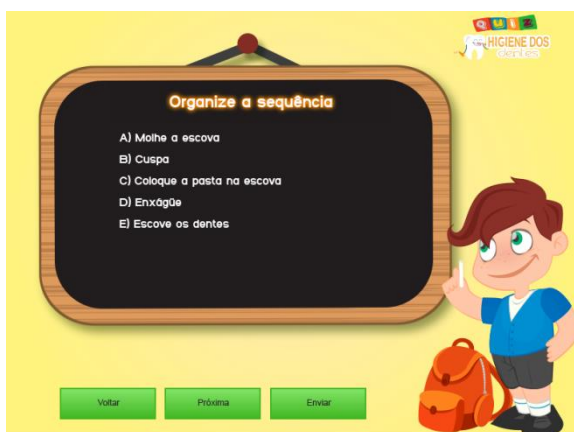 QUIZ
HIGIENE DOS
dentes
Organize a sequência
A) Molhe a escova
B) Cuspa
C) Coloque a pasta na escova
D) Enxágüe
E) Escove os dentes
Voltar
Próxima
Enviar